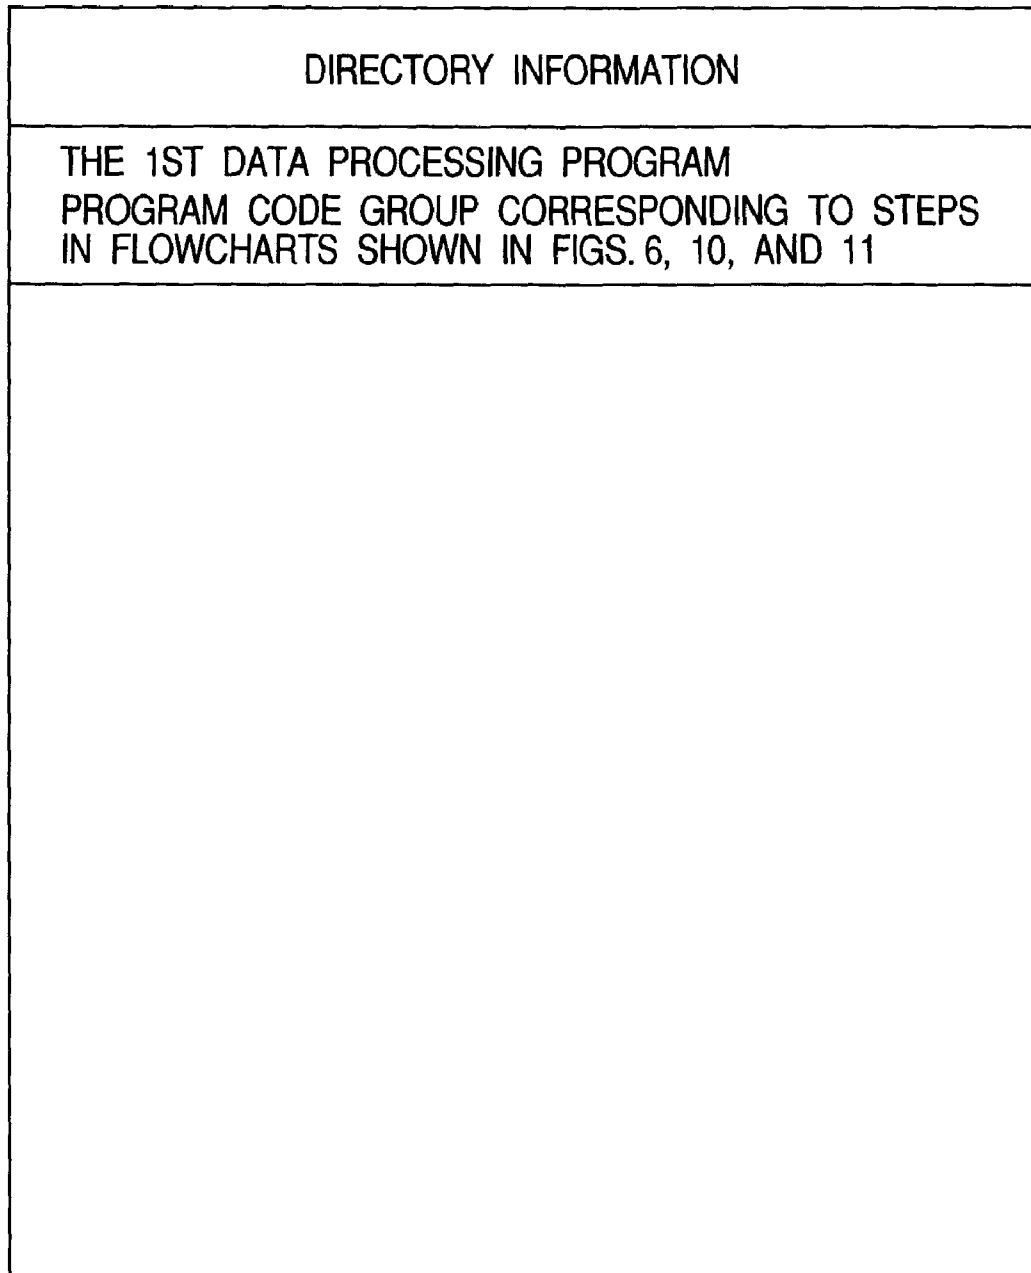 DIRECTORY INFORMATION
THE 1ST DATA PROCESSING PROGRAM
PROGRAM CODE GROUP CORRESPONDING TO STEPS
IN FLOWCHARTS SHOWN IN FIGS. 6, 10, AND 11